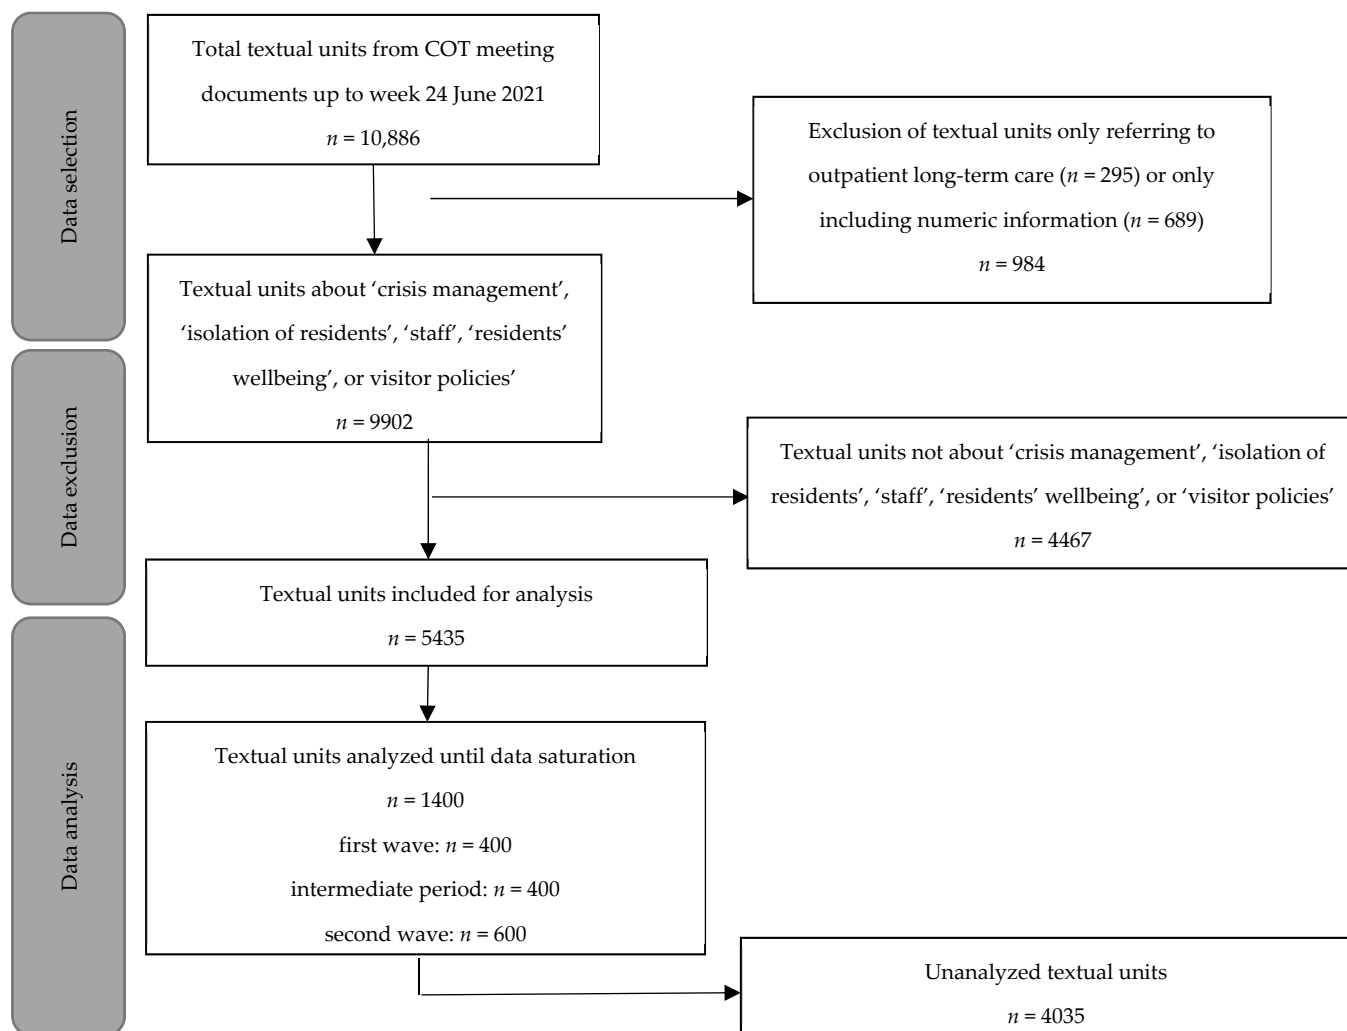 Data selection
Total textual units from COT meeting
documents up to week 24 June 2021
n = 10,886
Exclusion of textual units only referring to
outpatient long-term care (n = 295) or only
including numeric information (n = 689)
n = 984
Textual units about ‘crisis management’,
‘isolation of residents’, ‘staff’, ‘residents’
wellbeing’, or visitor policies’
n = 9902
Data exclusion
Textual units not about ‘crisis management’, ‘isolation of
residents’, ‘staff’, ‘residents’ wellbeing’, or ‘visitor policies’
n = 4467
Textual units included for analysis
n = 5435
Data analysis
Textual units analyzed until data saturation
n = 1400
first wave: n = 400
intermediate period: n = 400
second wave: n = 600
Unanalyzed textual units
n = 4035